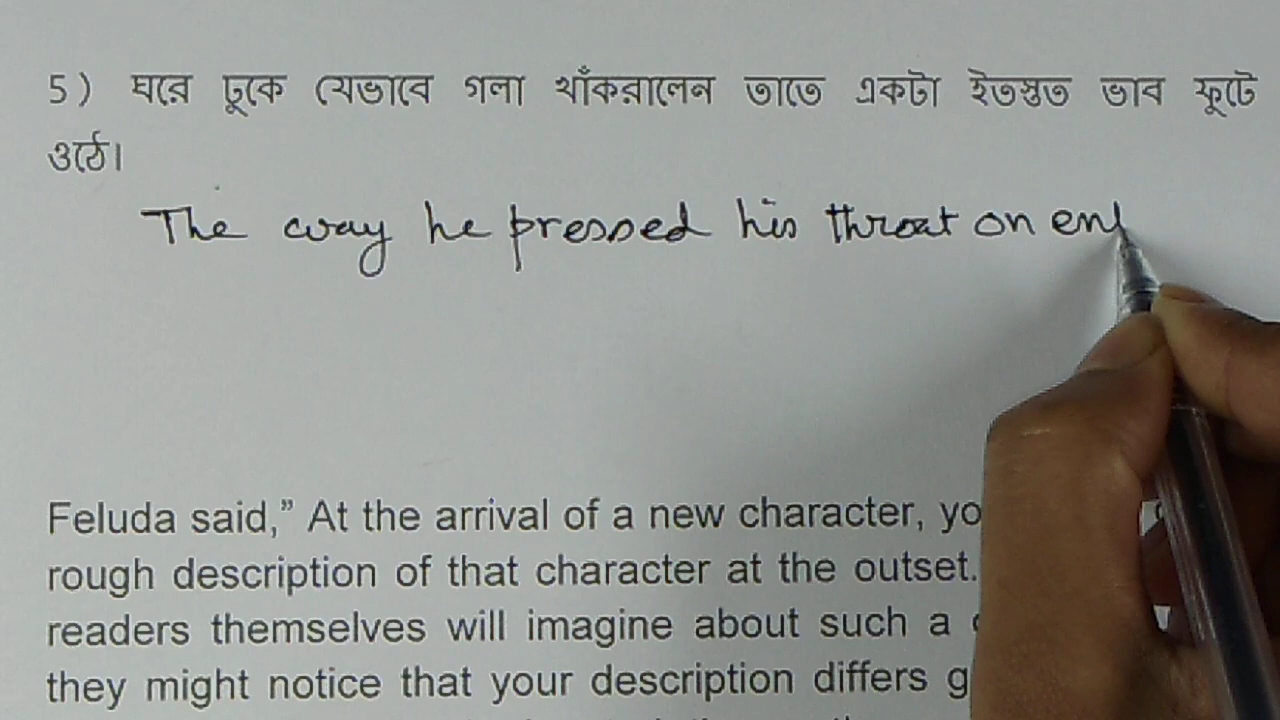 5) ঘরে ঢুকে যেভাবে গলা খাঁকরালেন তাতে একটা ইতস্তত ভাব ফুটে
ওঠে।
The way he pressed his throat on
Feluda said,” At the arrival of a new character,
rough description of that character at the outset.
readers themselves will imagine about such a
they might notice that your description differs